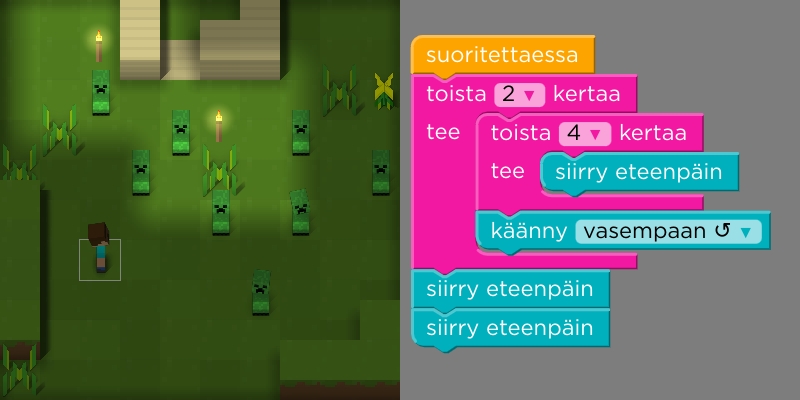 suoritettaessa
toista 2 ▼ kertaa
tee toista 4 ▼ kertaa
tee siirry eteenpäin
käänny vasempaan ↺ ▼
siirry eteenpäin
siirry eteenpäin